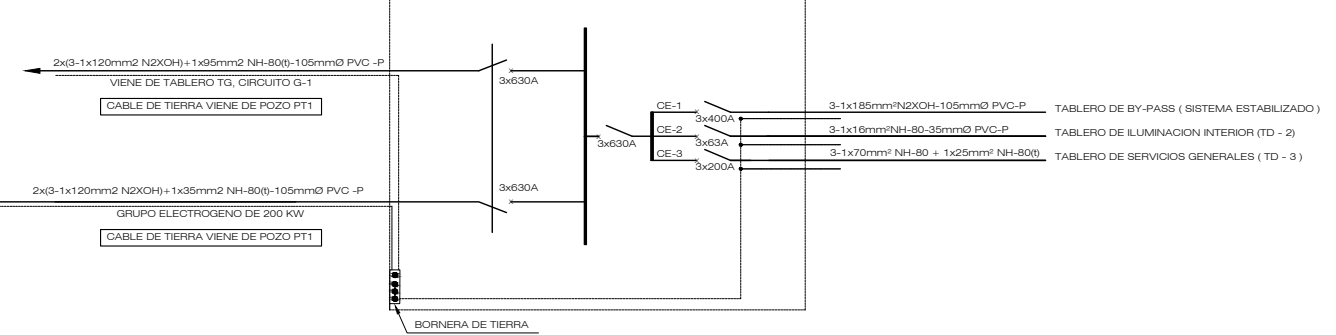 2x(3-1x120mm2 N2XOH)+1x95mm2 NH-80(t)-105mmØ PVC -P
VIENE DE TABLERO TG, CIRCUITO G-1
CABLE DE TIERRA VIENE DE POZO PT1
3x630A
3x630A
CE-1
3x400A
3-1x185mm²N2XOH-105mmØ PVC-P
TABLERO DE BY-PASS ( SISTEMA ESTABILIZADO )
CE-2
3x63A
3-1x16mm²NH-80-35mmØ PVC-P
TABLERO DE ILUMINACION INTERIOR (TD - 2)
CE-3
3x200A
3-1x70mm² NH-80 + 1x25mm² NH-80(t)
TABLERO DE SERVICIOS GENERALES ( TD - 3 )
2x(3-1x120mm2 N2XOH)+1x35mm2 NH-80(t)-105mmØ PVC -P
3x630A
GRUPO ELECTROGENO DE 200 KW
CABLE DE TIERRA VIENE DE POZO PT1
BORNERA DE TIERRA